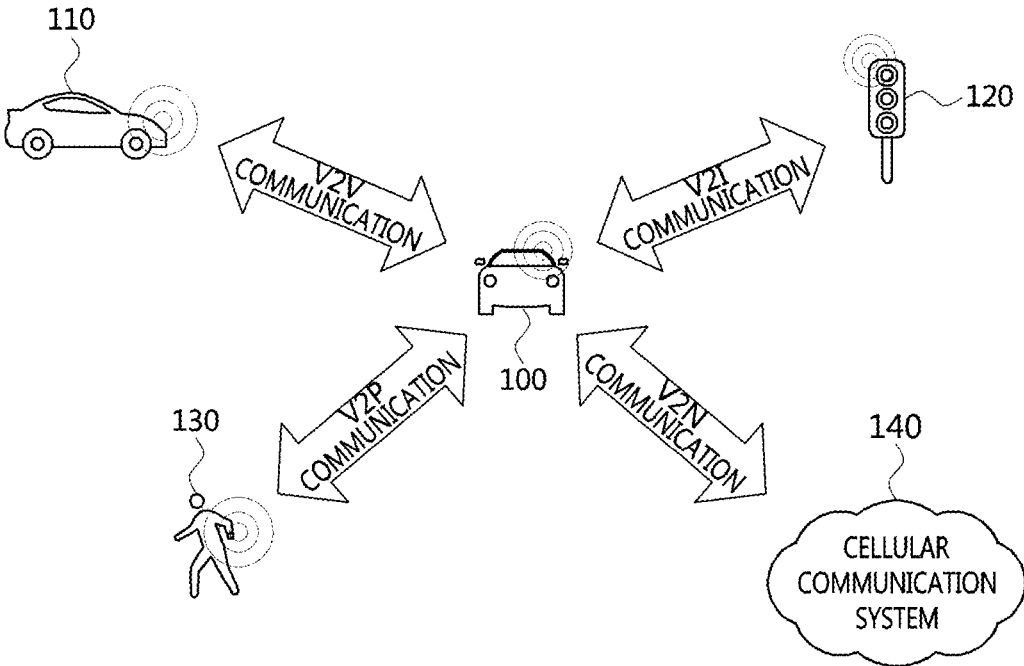 110
120
V2V
COMMUNICATION
V2I
COMMUNICATION
100
V2P
COMMUNICATION
V2N
COMMUNICATION
130
140
CELLULAR
COMMUNICATION
SYSTEM